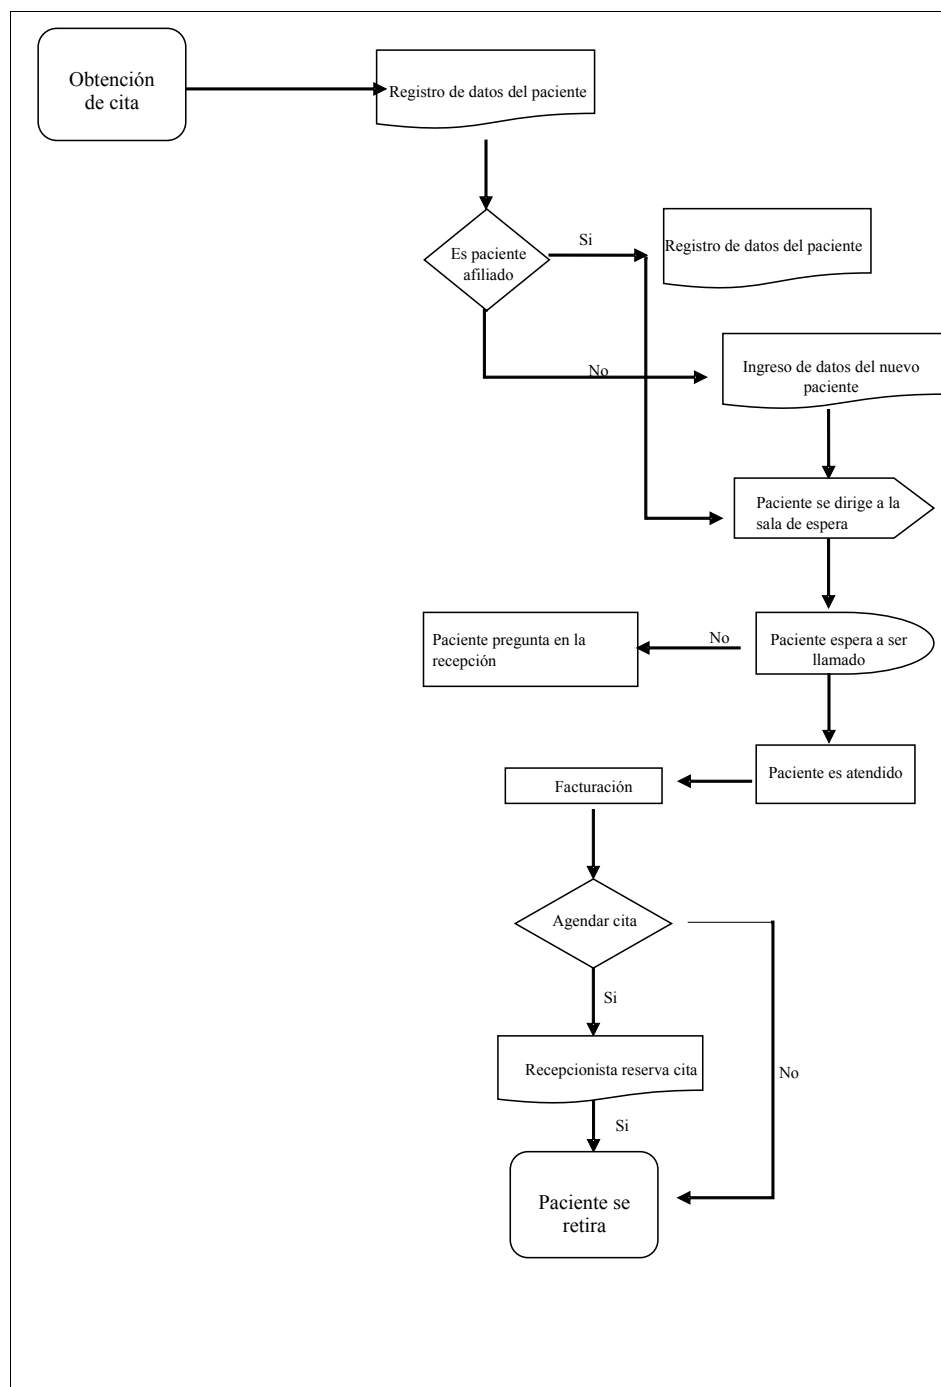 Obtención
de cita
Registro de datos del paciente
Es paciente
afiliado
Si
Registro de datos del paciente
No
Ingreso de datos del nuevo
paciente
Paciente se dirige a la
sala de espera
Paciente espera a ser
llamado
No
Paciente pregunta en la
recepción
Paciente es atendido
Facturación
Agendar cita
Si
Recepcionista reserva cita
No
Si
Paciente se
retira